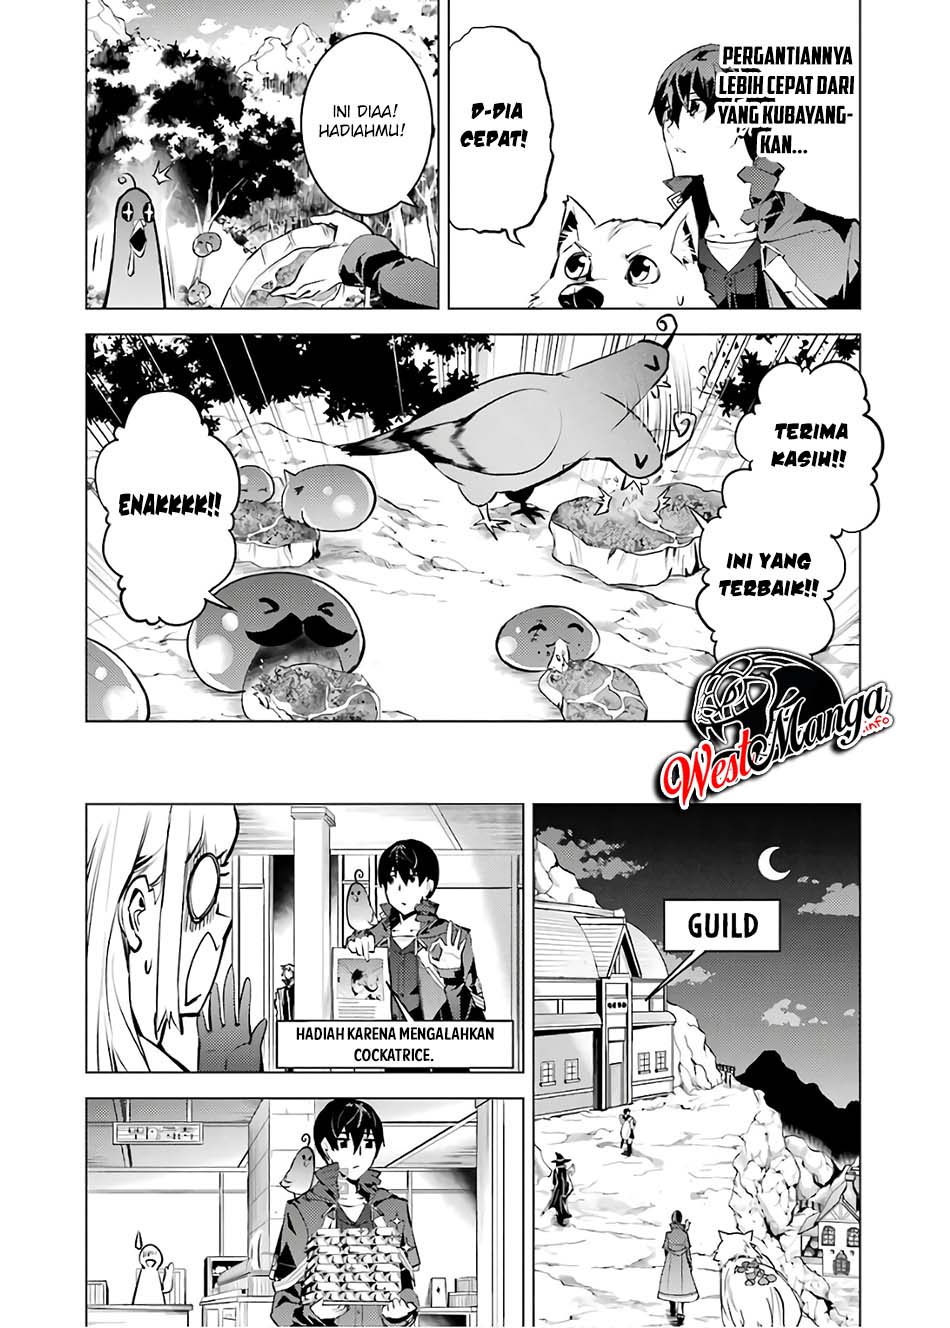 PERGANTIANNYA
LEBIH CEPAT DARI
YANG KUBAYANG-
KAN...
D-DIA
CEPAT!
INI DIAA!
HADIAHMU!
TERIMA
KASIH!!
INI YANG
TERBAIK!!
ENAKKKK!!
WestManga
.info
GUILD
HADIAH KARENA MENGALAHKAN
COCKATRICE.